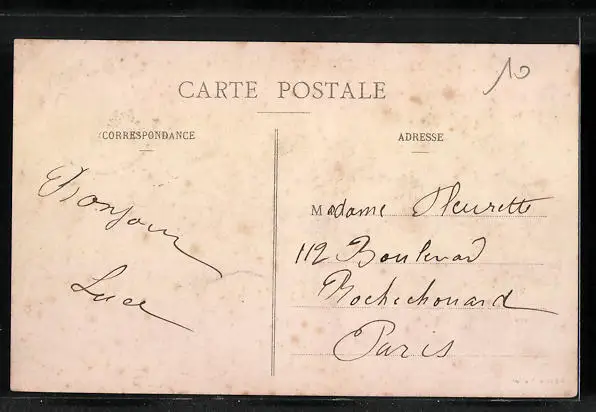 10
CARTE POSTALE
CORRESPONDANCE
ADRESSE
Bonjour
Luce
Madame Fleurette
112 Boulevard
Rochechouard
Paris